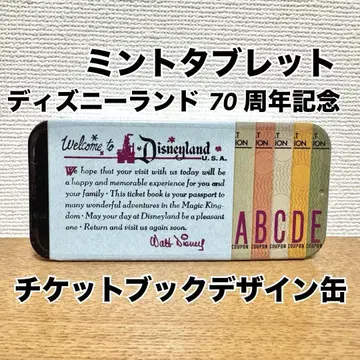 ミントタブレット
ディズニーランド 70 周年記念
Welcome to Disneyland
U.S.A.
We hope that your visit with us today will be
a happy and memorable experience for you and
your family · This ticket book is your passport to
many wonderful adventures in the Magic King-
dom · May your day at Disneyland be a pleasant
one · Return and visit us again soon.
Walt Disney
A B C D E
COUPON COUPON COUPON COUPON COUPON
チケットブックデザイン缶